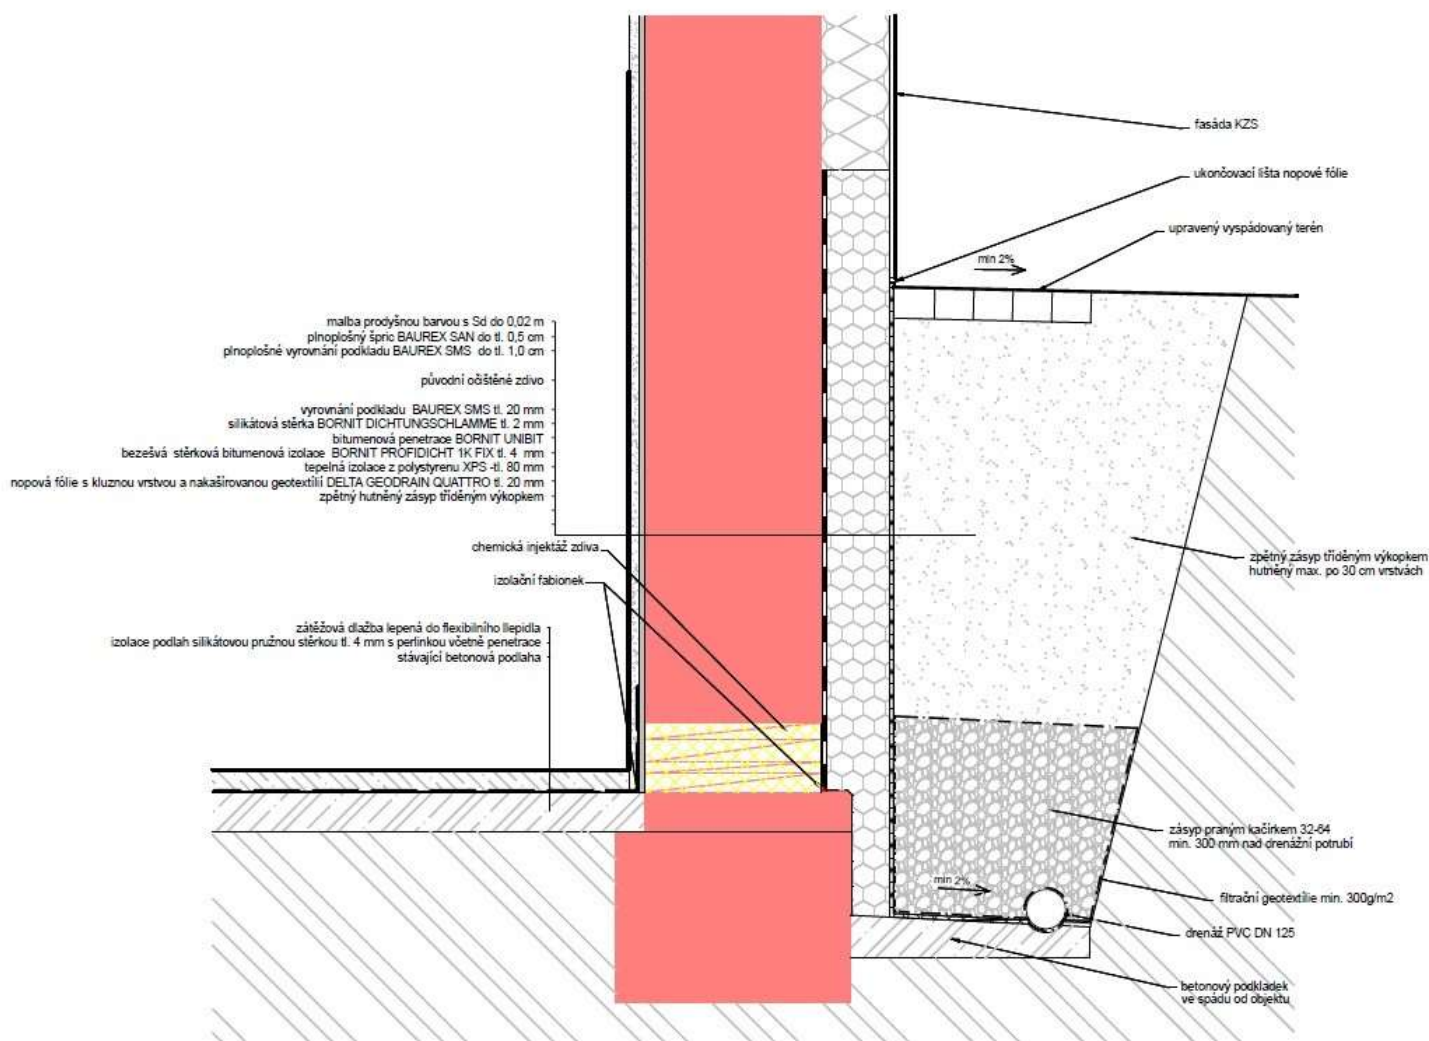 fasáda KZS
ukončovací lišta nopové fólie
upravený vyspádovaný terén
min 2%
malba prodyšnou barvou s Sd do 0,02 m
plnoplošný špric BAUREX SAN do tl. 0,5 cm
plnoplošné vyrovnání podkladu BAUREX SMS do tl. 1,0 cm
původní očištěné zdivo
vyrovnání podkladu BAUREX SMS tl. 20 mm
silikátová stěrka BORNIT DICHTUNGSCHLAMME tl. 2 mm
bitumenová penetrace BORNIT UNIBIT
bezešvá stěrková bitumenová izolace BORNIT PROFIDICHT 1K FIX tl. 4 mm
tepelná izolace z polystyrenu XPS -tl. 80 mm
nopová fólie s kluznou vrstvou a nakašírovanou geotextílií DELTA GEODRAIN QUATTRO tl. 20 mm
zpětný hutněný zásyp tříděným výkopkem
chemická injektáž zdiva
izolační fabionek
zátěžová dlažba lepená do flexibilního llepidla
izolace podlah silikátovou pružnou stěrkou tl. 4 mm s perlinkou včetně penetrace
stávající betonová podlaha
zpětný zásyp tříděným výkopkem
hutněný max. po 30 cm vrstvách
zásyp praným kačírkem 32-64
min. 300 mm nad drenážní potrubí
min 2%
filtrační geotextílie min. 300g/m2
drenáž PVC DN 125
betonový podkladek
ve spádu od objektu